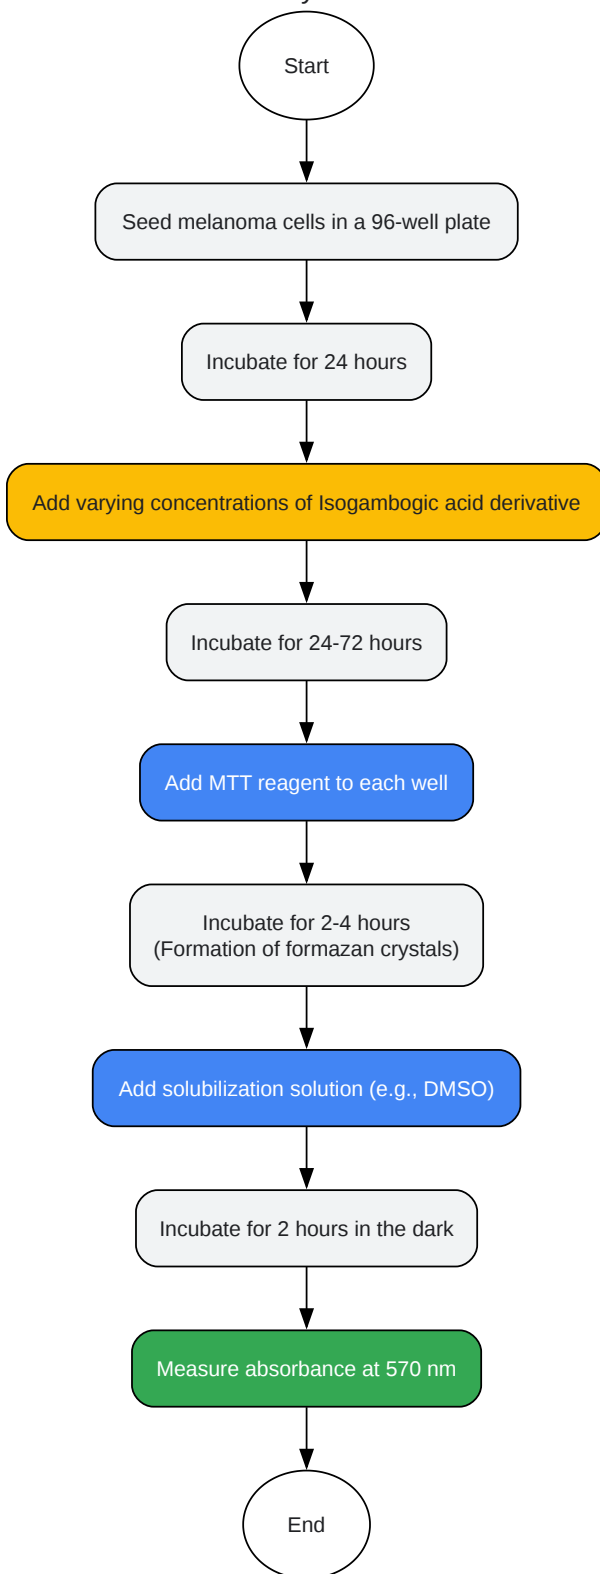 Start
Seed melanoma cells in a 96-well plate
Incubate for 24 hours
Add varying concentrations of Isogambogic acid derivative
Incubate for 24-72 hours
Add MTT reagent to each well
Incubate for 2-4 hours
(Formation of formazan crystals)
Add solubilization solution (e.g., DMSO)
Incubate for 2 hours in the dark
Measure absorbance at 570 nm
End